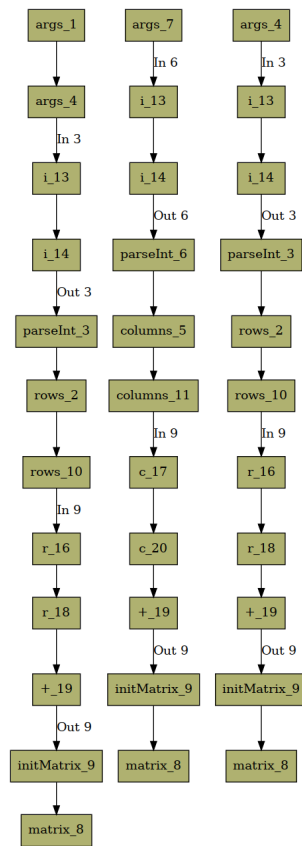 args_1
args_4
In 3
i_13
i_14
Out 3
parseInt_3
rows_2
rows_10
In 9
r_16
r_18
+_19
Out 9
initMatrix_9
matrix_8
args_7
In 6
i_13
i_14
Out 6
parseInt_6
columns_5
columns_11
In 9
c_17
c_20
+_19
Out 9
initMatrix_9
matrix_8
args_4
In 3
i_13
i_14
Out 3
parseInt_3
rows_2
rows_10
In 9
r_16
r_18
+_19
Out 9
initMatrix_9
matrix_8